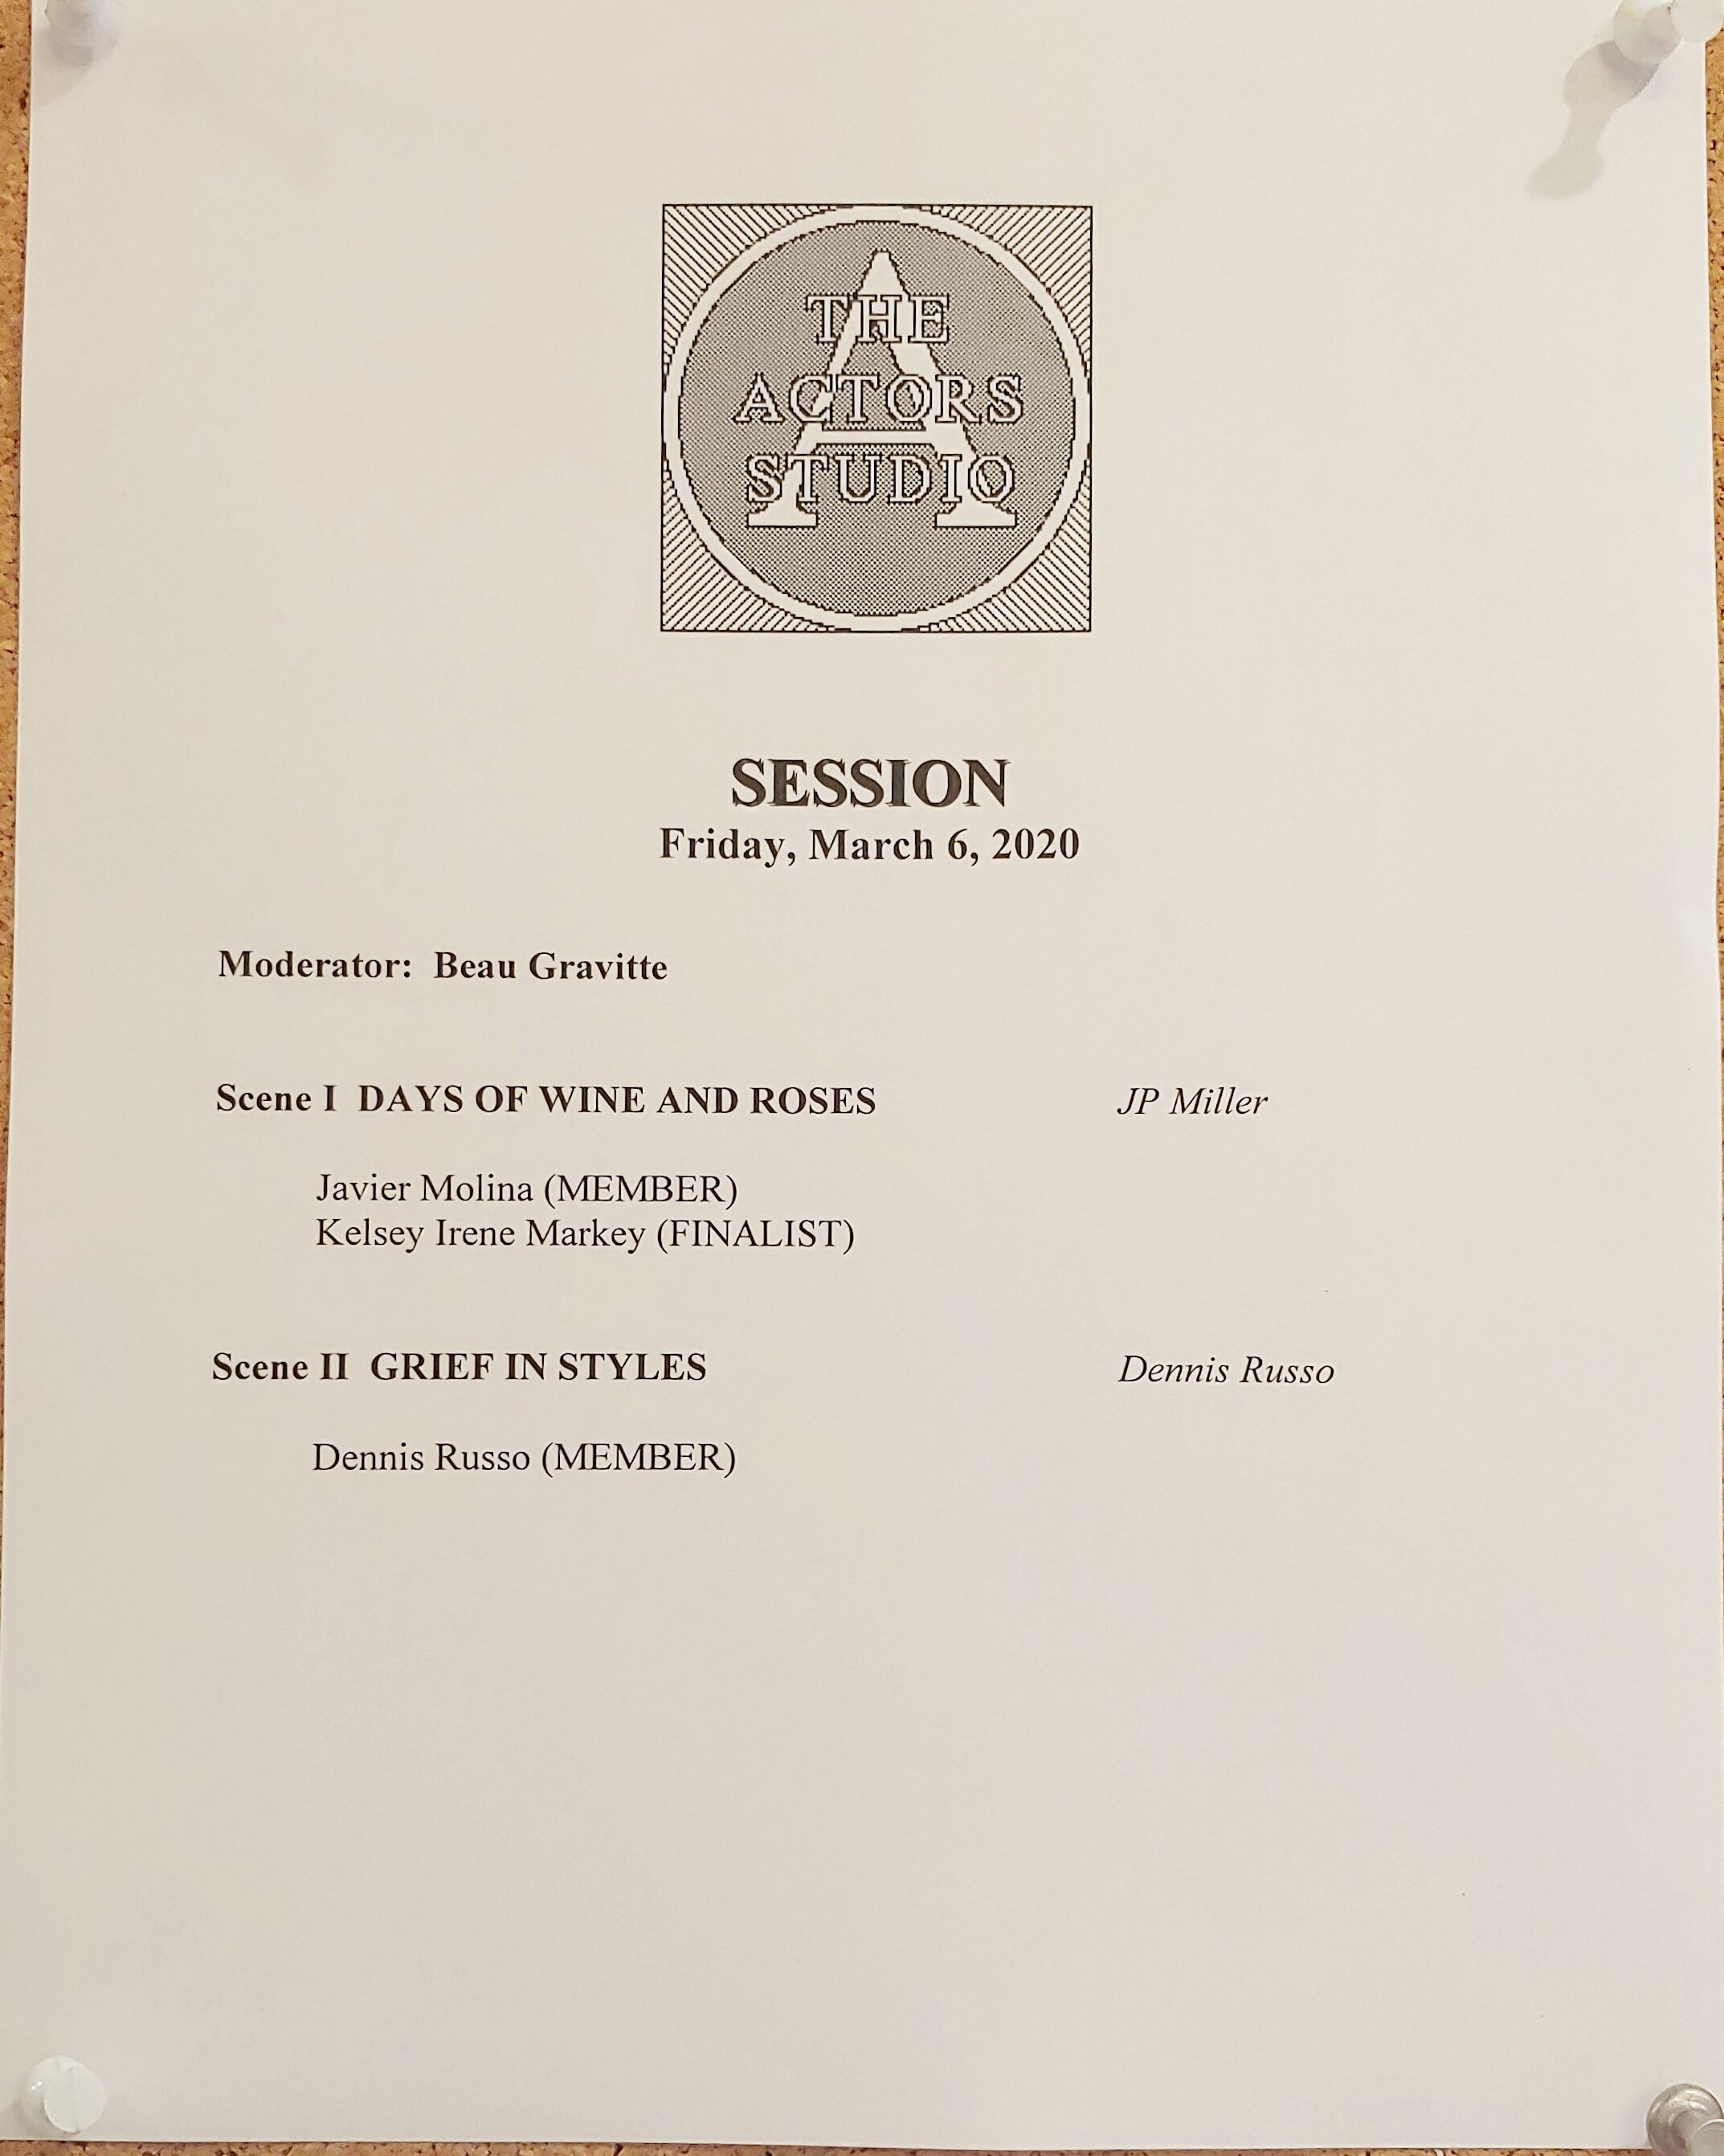 THE
ACTORS
STUDIO
SESSION
Friday, March 6, 2020
Moderator: Beau Gravitte
Scene I DAYS OF WINE AND ROSES JP Miller
Javier Molina (MEMBER)
Kelsey Irene Markey (FINALIST)
Scene II GRIEF IN STYLES Dennis Russo
Dennis Russo (MEMBER)